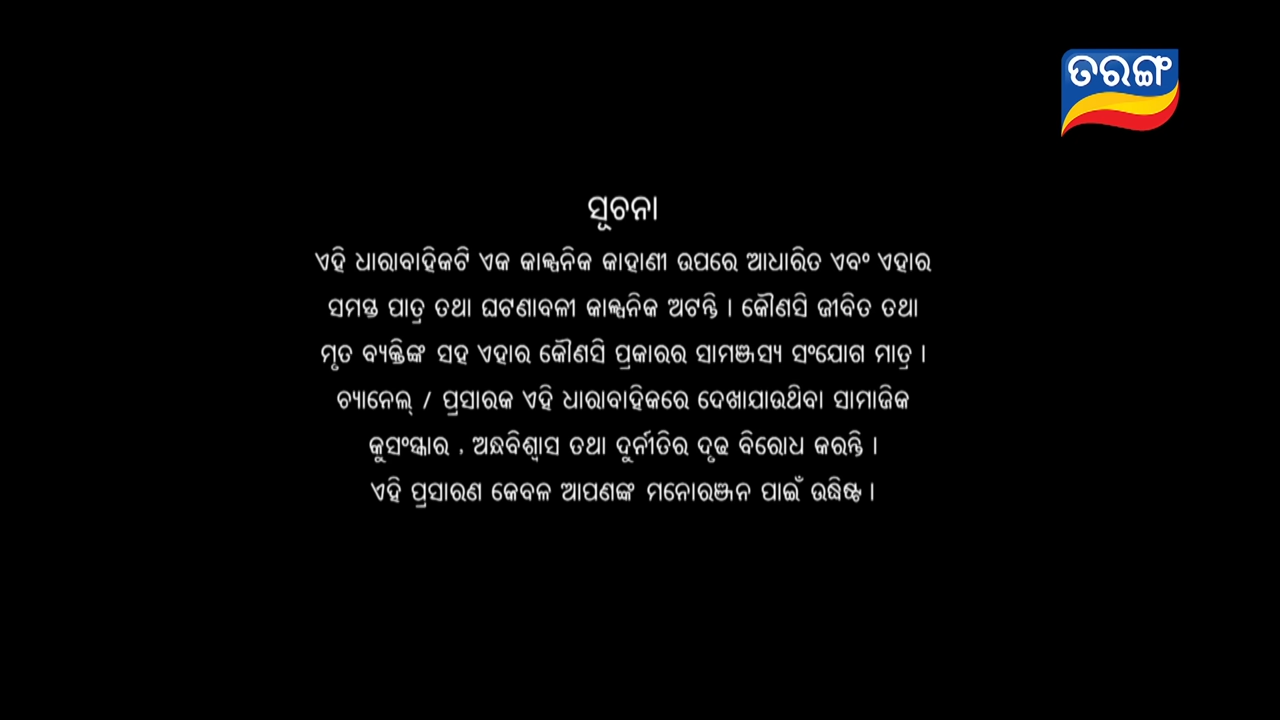 ତରଙ୍ଗ
ସୂଚନା
ଏହି ଧାରାବାହିକଟି ଏକ କାଳ୍ପନିକ କାହାଣୀ ଉପରେ ଆଧାରିତ ଏବଂ ଏହାର
ସମସ୍ତ ପାତ୍ର ତଥା ଘଟଣାବଳୀ କାଳ୍ପନିକ ଅଟନ୍ତି । କୌଣସି ଜୀବିତ ତଥା
ମୃତ ବ୍ୟକ୍ତିଙ୍କ ସହ ଏହାର କୌଣସି ପ୍ରକାରର ସାମଞ୍ଜସ୍ୟ ସଂଯୋଗ ମାତ୍ର ।
ଚ୍ୟାନେଲ୍ / ପ୍ରସାରକ ଏହି ଧାରାବାହିକରେ ଦେଖାଯାଉଥିବା ସାମାଜିକ
କୁସଂସ୍କାର , ଅନ୍ଧବିଶ୍ୱାସ ତଥା ଦୁର୍ନୀତିର ଦୃଢ ବିରୋଧ କରନ୍ତି ।
ଏହି ପ୍ରସାରଣ କେବଳ ଆପଣଙ୍କ ମନୋରଞ୍ଜନ ପାଇଁ ଉଦ୍ଧିଷ୍ଟ ।